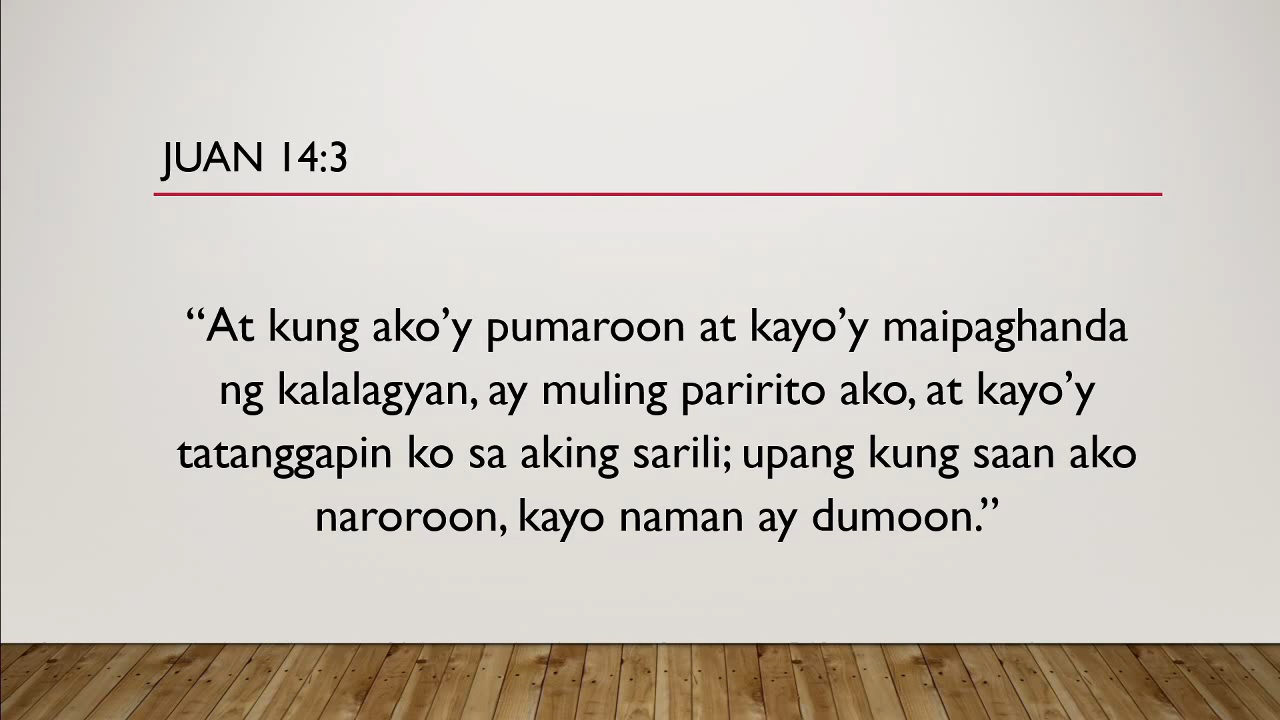 JUAN 14:3
“At kung ako’y pumaroon at kayo’y maipaghanda
ng kalalagyan, ay muling paririto ako, at kayo’y
tatanggapin ko sa aking sarili; upang kung saan ako
naroroon, kayo naman ay dumoon.”